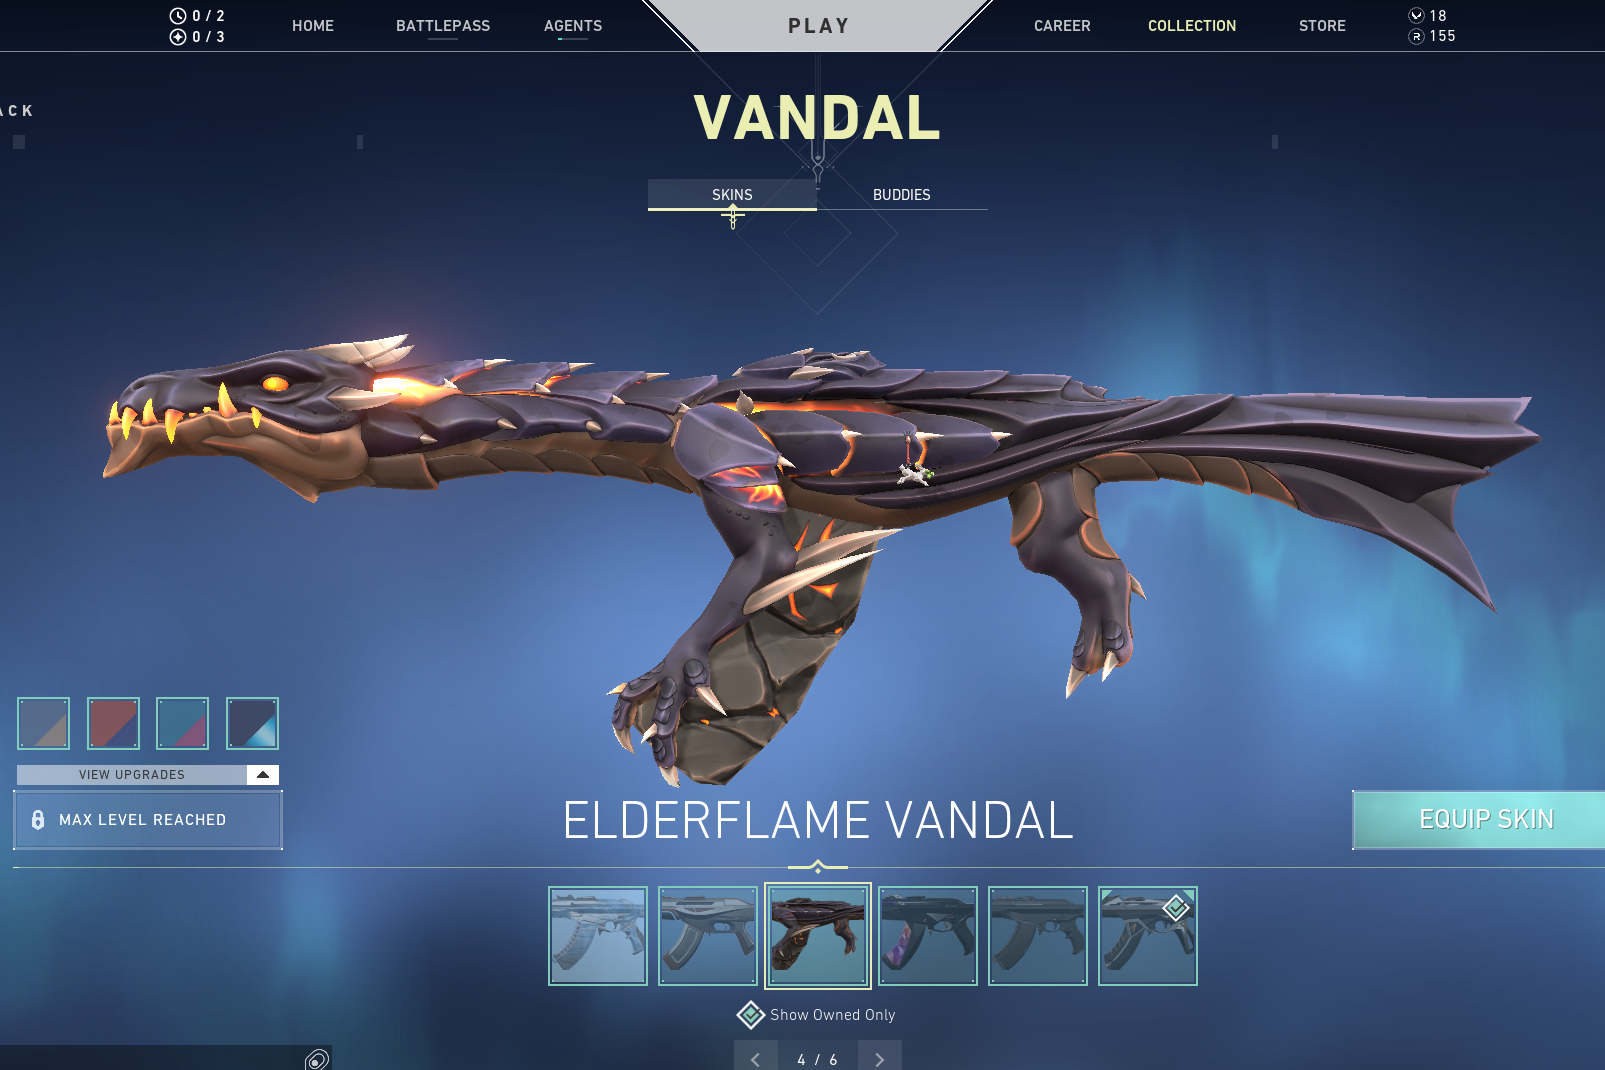 0 / 2
0 / 3
HOME
BATTLEPASS
AGENTS
PLAY
CAREER
COLLECTION
STORE
18
155
ACK
VANDAL
SKINS
BUDDIES
VIEW UPGRADES
MAX LEVEL REACHED
ELDERFLAME VANDAL
EQUIP SKIN
Show Owned Only
4 / 6